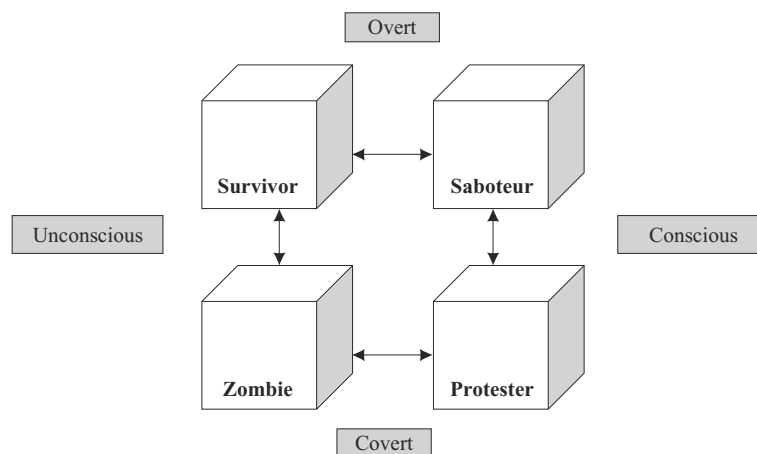 Overt
Survivor
Saboteur
Unconscious
Conscious
Zombie
Protester
Covert